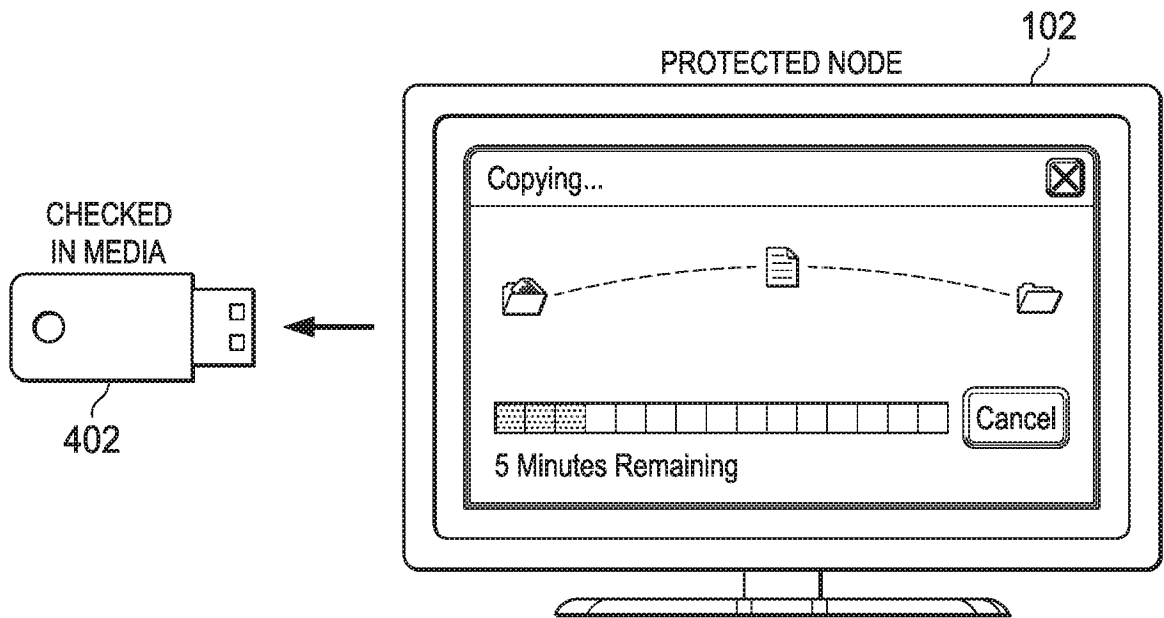 102
PROTECTED NODE
Copying...
CHECKED
IN MEDIA
402
Cancel
5 Minutes Remaining